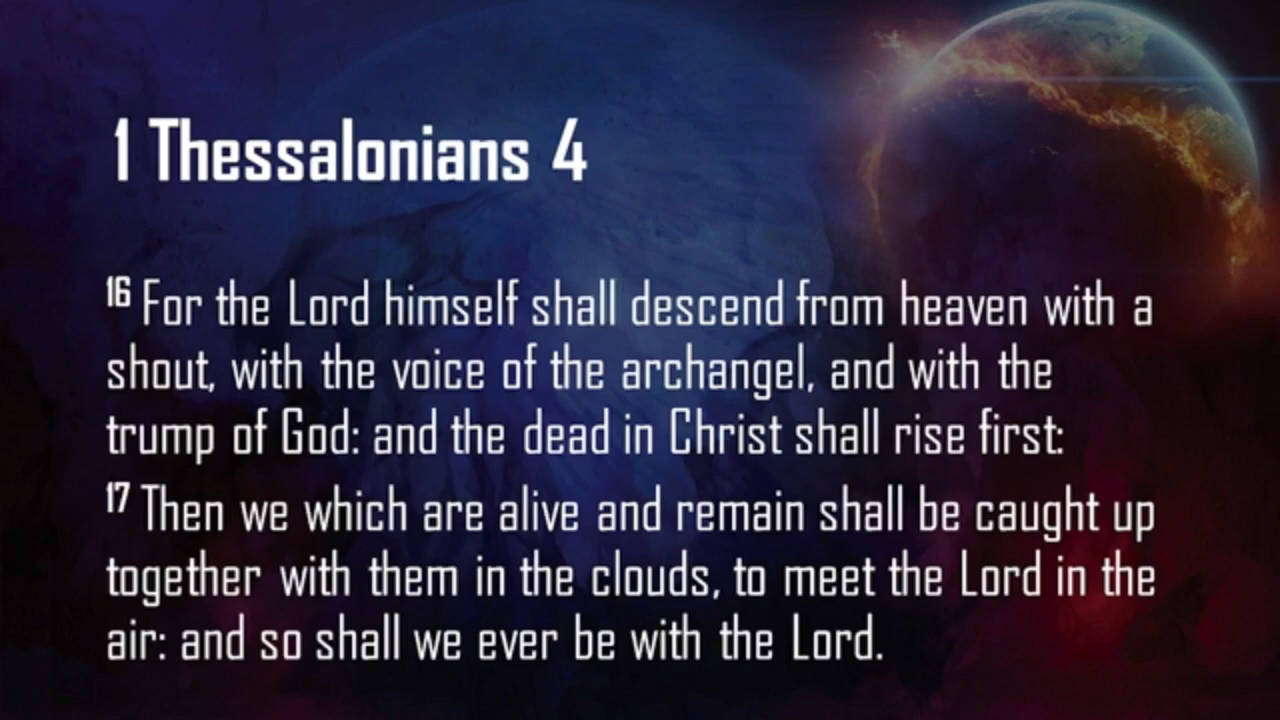 1 Thessalonians 4
16 For the Lord himself shall descend from heaven with a
shout, with the voice of the archangel, and with the
trump of God: and the dead in Christ shall rise first:
17 Then we which are alive and remain shall be caught up
together with them in the clouds, to meet the Lord in the
air: and so shall we ever be with the Lord.